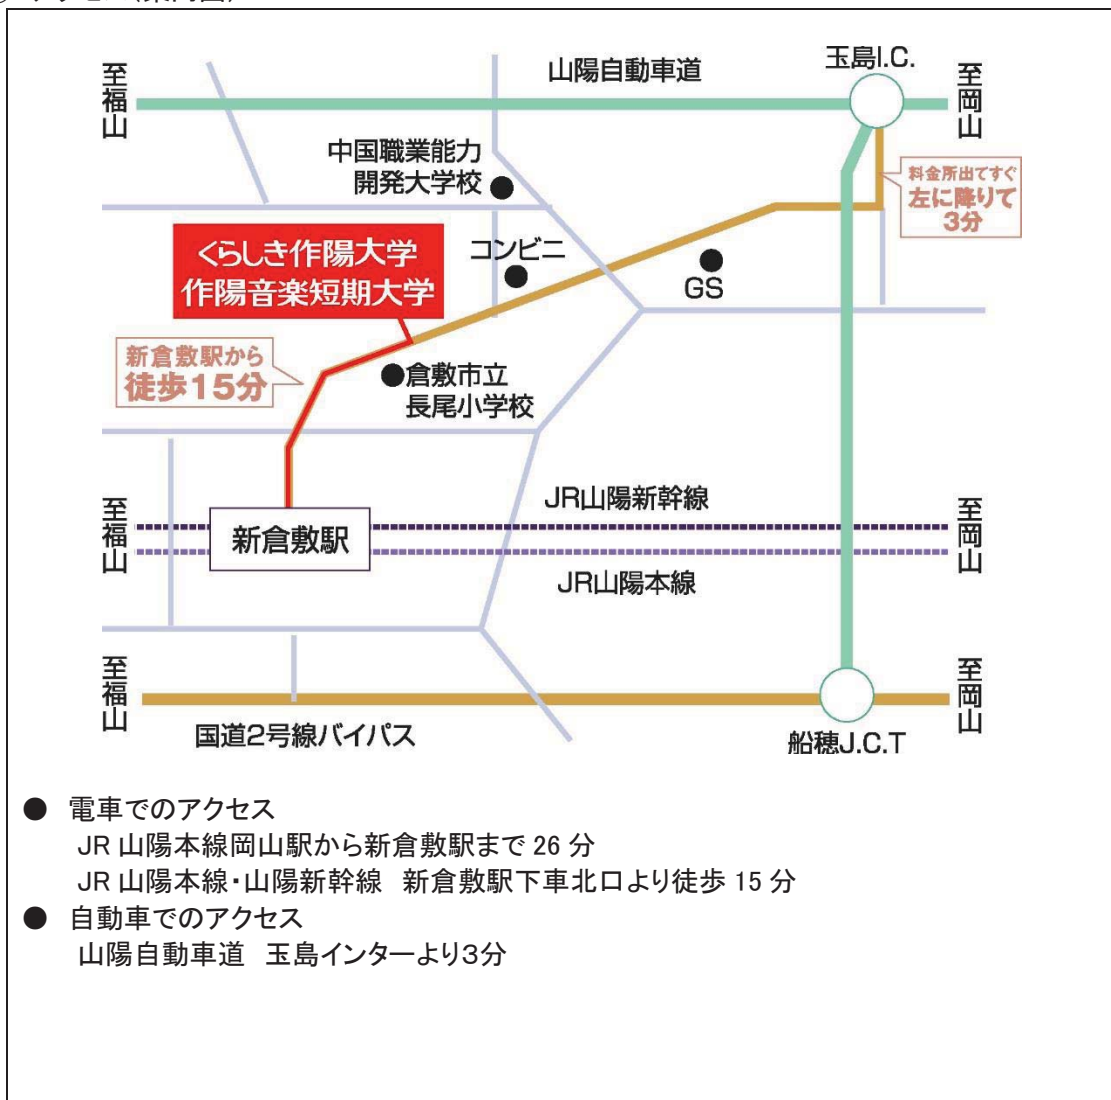 山陽自動車道
玉島I.C.
至福山
至岡山
中国職業能力
開発大学校
料金所出てすぐ
左に降りて
3分
くらしき作陽大学
作陽音楽短期大学
コンビニ
GS
新倉敷駅から
徒歩15分
倉敷市立
長尾小学校
至福山
JR山陽新幹線
至岡山
新倉敷駅
JR山陽本線
至福山
至岡山
国道2号線バイパス
船穂J.C.T
● 電車でのアクセス
JR 山陽本線岡山駅から新倉敷駅まで 26 分
JR 山陽本線・山陽新幹線 新倉敷駅下車北口より徒歩 15 分
● 自動車でのアクセス
山陽自動車道 玉島インターより3分